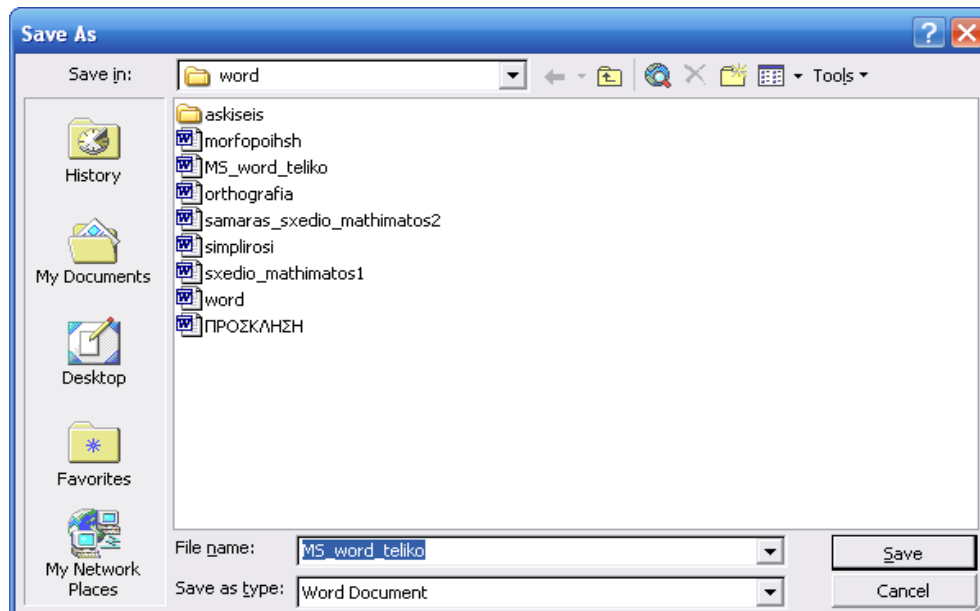 Save As
Save in:
word
Tools
History
My Documents
Desktop
Favorites
My Network
Places
askiseis
morfopoihsh
MS_word_teliko
orthografia
samaras_sxedio_mathimatos2
simplirosi
sxedio_mathimatos1
word
ΠΡΟΣΚΛΗΣΗ
File name:
MS_word_teliko
Save
Save as type:
Word Document
Cancel